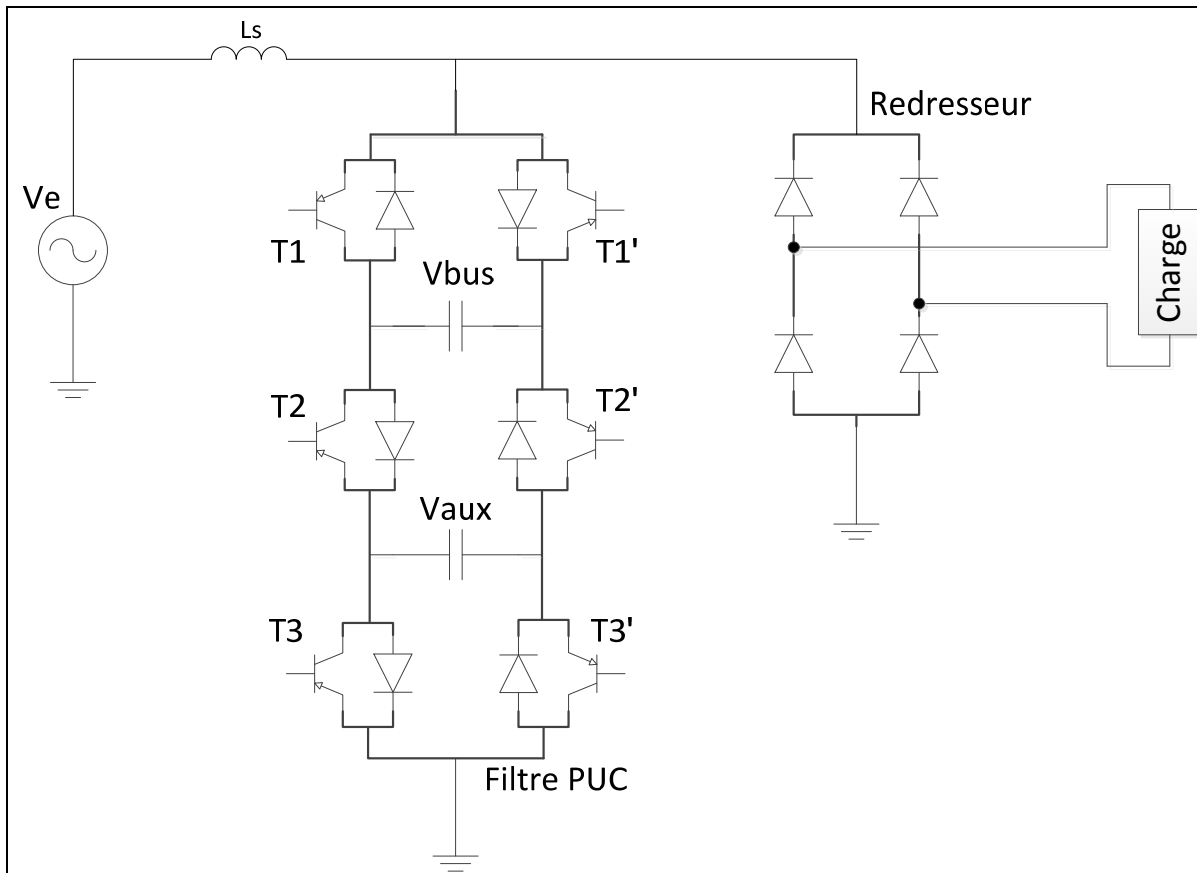 Ls
Redresseur
Ve
T1
T1'
Vbus
Charge
T2
T2'
Vaux
T3
T3'
Filtre PUC